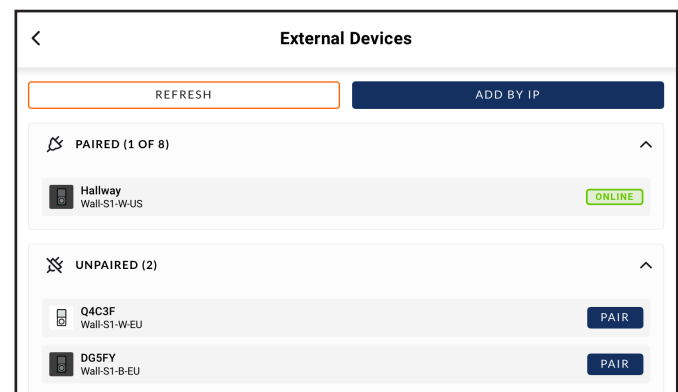 External Devices
REFRESH
ADD BY IP
PAIRED (1 OF 8)
Hallway
Wall-S1-W-US
ONLINE
UNPAIRED (2)
Q4C3F
Wall-S1-W-EU
PAIR
DG5FY
Wall-S1-B-EU
PAIR